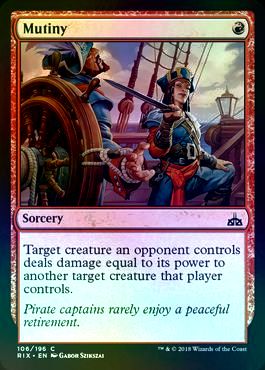 Mutiny
Sorcery
Target creature an opponent controls
deals damage equal to its power to
another target creature that player
controls.
Pirate captains rarely enjoy a peaceful
retirement.
106/196 C
RIX • EN Gabor Szikszai
™ & © 2018 Wizards of the Coast